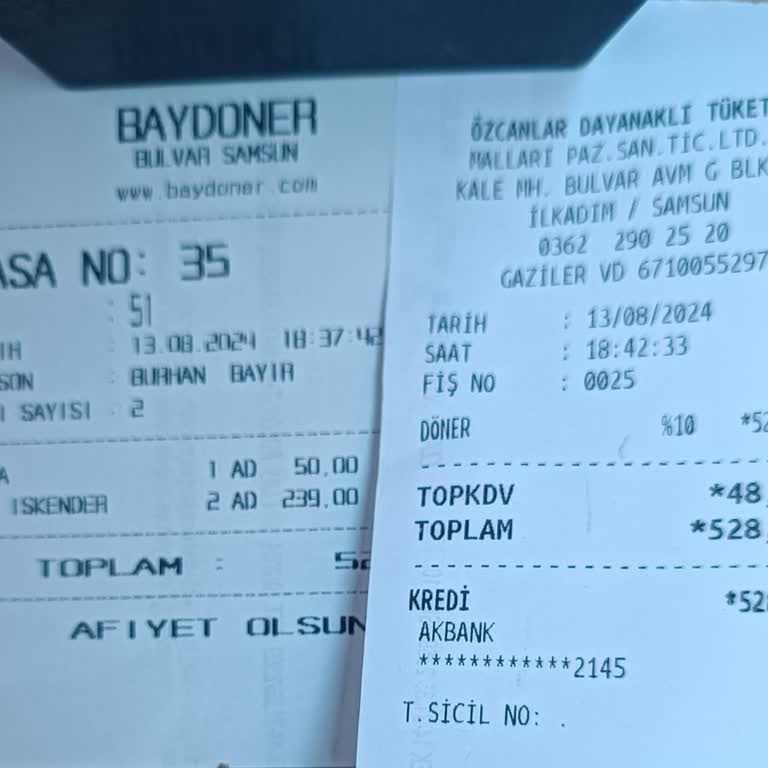 BAYDONER
BULVAR SAMSUN
www.baydoner.com
ASA NO: 35
: 51
IH : 13.08.2024 18:37:42
SON : BURHAN BAYIR
I SAYISI : 2
A 1 AD 50,00
ISKENDER 2 AD 239,00
TOPLAM : 52
AFIYET OLSUN
ÖZCANLAR DAYANAKLI TÜKET
MALLARI PAZ.SAN.TİC.LTD.
KALE MH. BULVAR AVM G BLK
İLKADIM / SAMSUN
0362 290 25 20
GAZİLER VD 6710055297
TARİH : 13/08/2024
SAAT : 18:42:33
FİŞ NO : 0025
DÖNER %10 *52
TOPKDV *48,
TOPLAM *528,
KREDİ *528
AKBANK
************2145
T.SİCİL NO: .